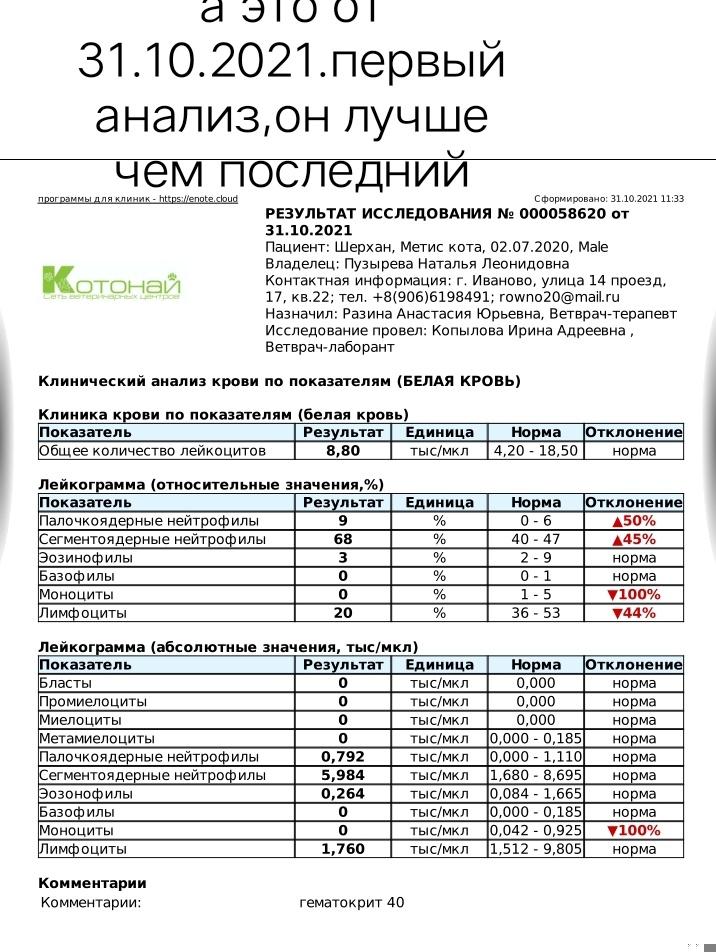 а это от
31.10.2021.первый
анализ,он лучше
чем последний
программы для клиник - https://enote.cloud
Сформировано: 31.10.2021 11:33
РЕЗУЛЬТАТ ИССЛЕДОВАНИЯ № 000058620 от
31.10.2021
Пациент: Шерхан, Метис кота, 02.07.2020, Male
Владелец: Пузырева Наталья Леонидовна
Контактная информация: г. Иваново, улица 14 проезд,
17, кв.22; тел. +8(906)6198491; rowno20@mail.ru
Назначил: Разина Анастасия Юрьевна, Ветврач-терапевт
Исследование провел: Копылова Ирина Адреевна ,
Ветврач-лаборант
Котонай
Сеть ветеринарных центров
Клинический анализ крови по показателям (БЕЛАЯ КРОВЬ)
Клиника крови по показателям (белая кровь)
Показатель Результат Единица Норма Отклонение
Общее количество лейкоцитов 8,80 тыс/мкл 4,20 - 18,50 норма
Лейкограмма (относительные значения,%)
Показатель Результат Единица Норма Отклонение
Палочкоядерные нейтрофилы 9 % 0 - 6 ▲50%
Сегментоядерные нейтрофилы 68 % 40 - 47 ▲45%
Эозинофилы 3 % 2 - 9 норма
Базофилы 0 % 0 - 1 норма
Моноциты 0 % 1 - 5 ▼100%
Лимфоциты 20 % 36 - 53 ▼44%
Лейкограмма (абсолютные значения, тыс/мкл)
Показатель Результат Единица Норма Отклонение
Бласты 0 тыс/мкл 0,000 норма
Промиелоциты 0 тыс/мкл 0,000 норма
Миелоциты 0 тыс/мкл 0,000 норма
Метамиелоциты 0 тыс/мкл 0,000 - 0,185 норма
Палочкоядерные нейтрофилы 0,792 тыс/мкл 0,000 - 1,110 норма
Сегментоядерные нейтрофилы 5,984 тыс/мкл 1,680 - 8,695 норма
Эозонофилы 0,264 тыс/мкл 0,084 - 1,665 норма
Базофилы 0 тыс/мкл 0,000 - 0,185 норма
Моноциты 0 тыс/мкл 0,042 - 0,925 ▼100%
Лимфоциты 1,760 тыс/мкл 1,512 - 9,805 норма
Комментарии
Комментарии: гематокрит 40